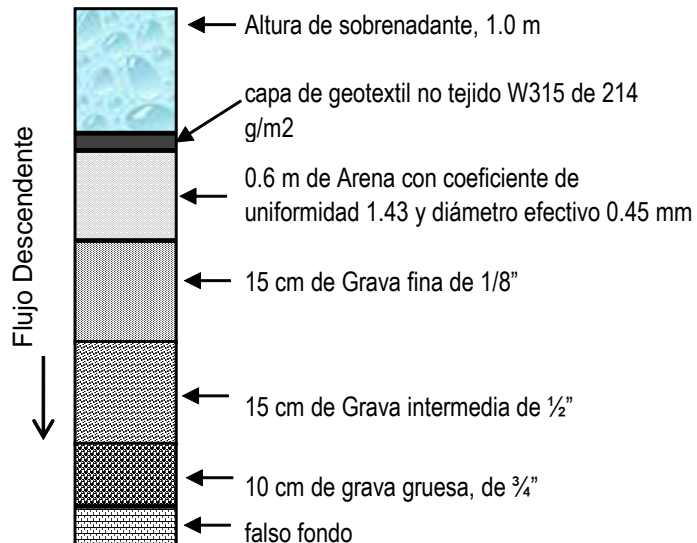 Altura de sobrenadante, 1.0 m
capa de geotextil no tejido W315 de 214
g/m2
0.6 m de Arena con coeficiente de
uniformidad 1.43 y diámetro efectivo 0.45 mm
15 cm de Grava fina de 1/8”
Flujo Descendente
15 cm de Grava intermedia de ½”
10 cm de grava gruesa, de ¾”
falso fondo